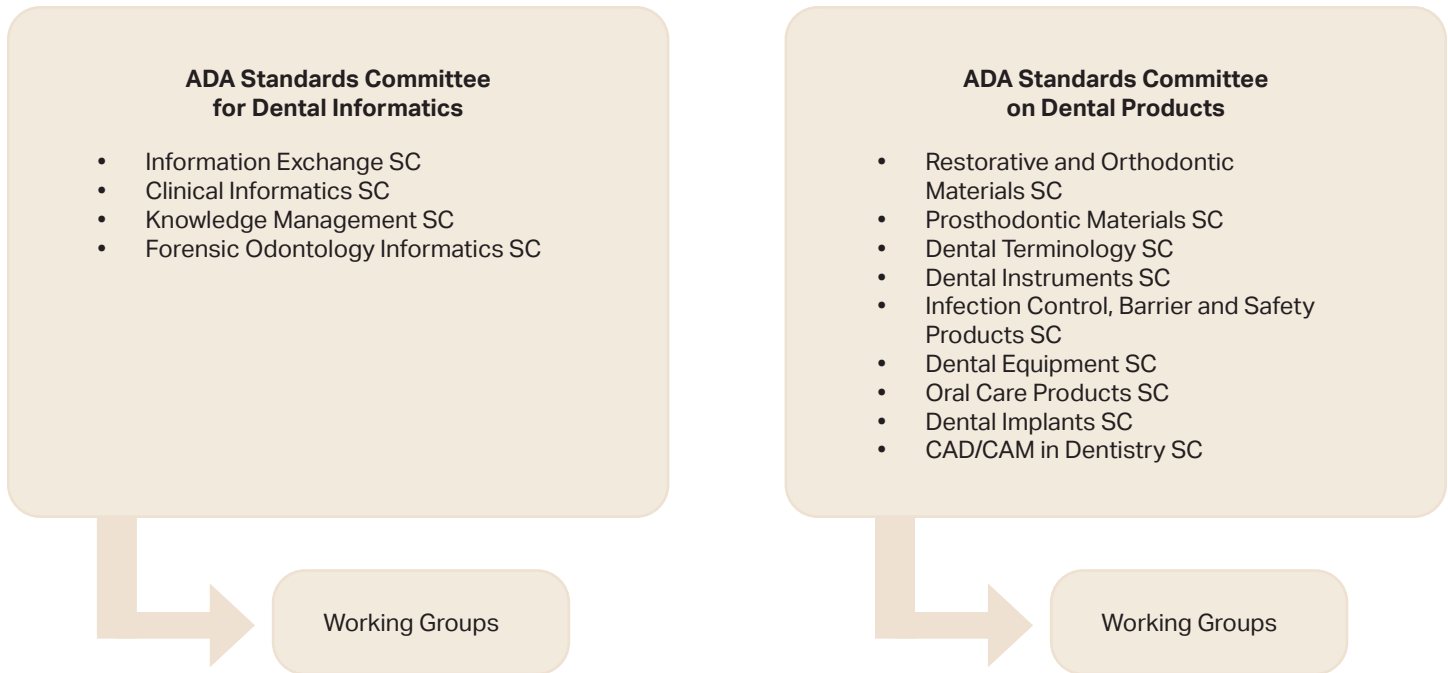 ADA Standards Committee
for Dental Informatics
• Information Exchange SC
• Clinical Informatics SC
• Knowledge Management SC
• Forensic Odontology Informatics SC
Working Groups
ADA Standards Committee
on Dental Products
• Restorative and Orthodontic
Materials SC
• Prosthodontic Materials SC
• Dental Terminology SC
• Dental Instruments SC
• Infection Control, Barrier and Safety
Products SC
• Dental Equipment SC
• Oral Care Products SC
• Dental Implants SC
• CAD/CAM in Dentistry SC
Working Groups